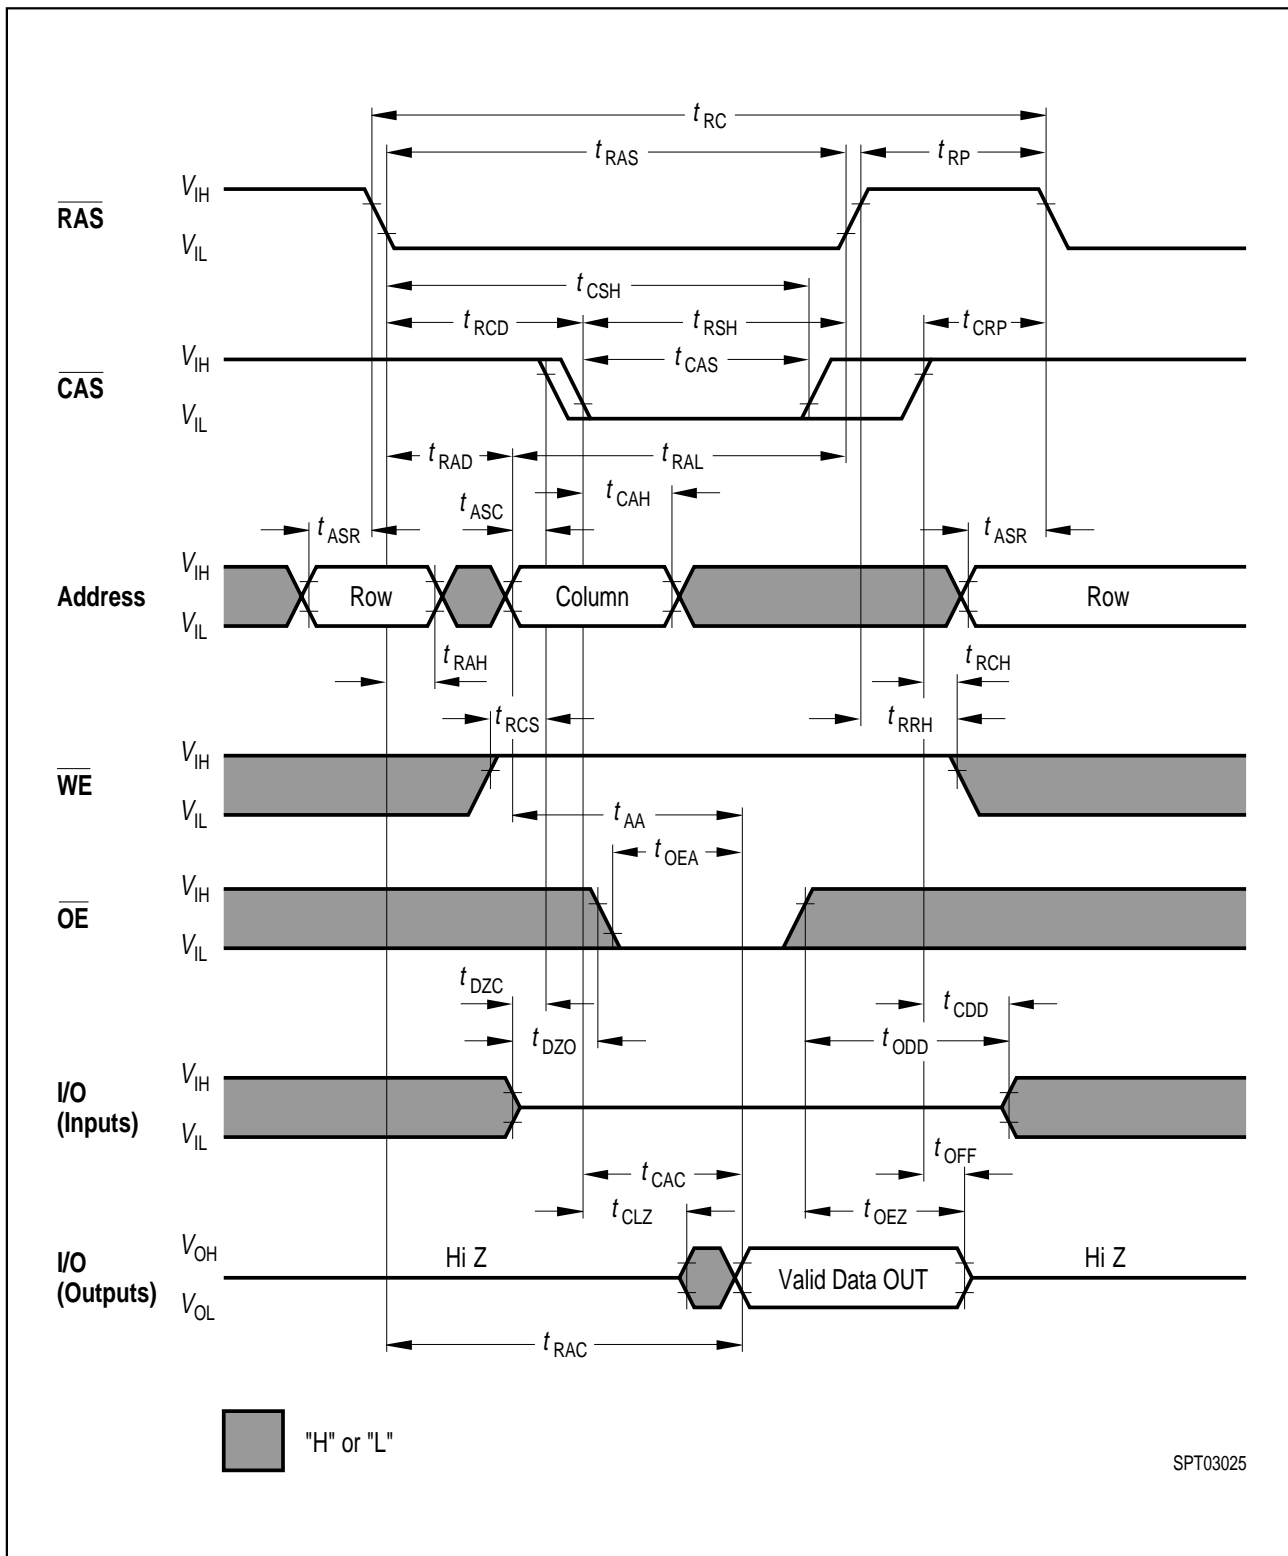 tRC
tRAS
tRP
VIH
RAS
VIL
tCSH
tRCD
tRSH
tCRP
VIH
tCAS
CAS
VIL
tRAD
tRAL
tASC
tCAH
tASR
tASR
VIH
Address
Row
Column
Row
VIL
tRAH
tRCH
tRCS
tRRH
VIH
WE
VIL
tAA
tOEA
VIH
OE
VIL
tDZC
tCDD
tDZO
tODD
VIH
I/O
(Inputs)
VIL
tOFF
tCAC
tCLZ
tOEZ
VOH
I/O
(Outputs)
Hi Z
Valid Data OUT
Hi Z
VOL
tRAC
"H" or "L"
SPT03025